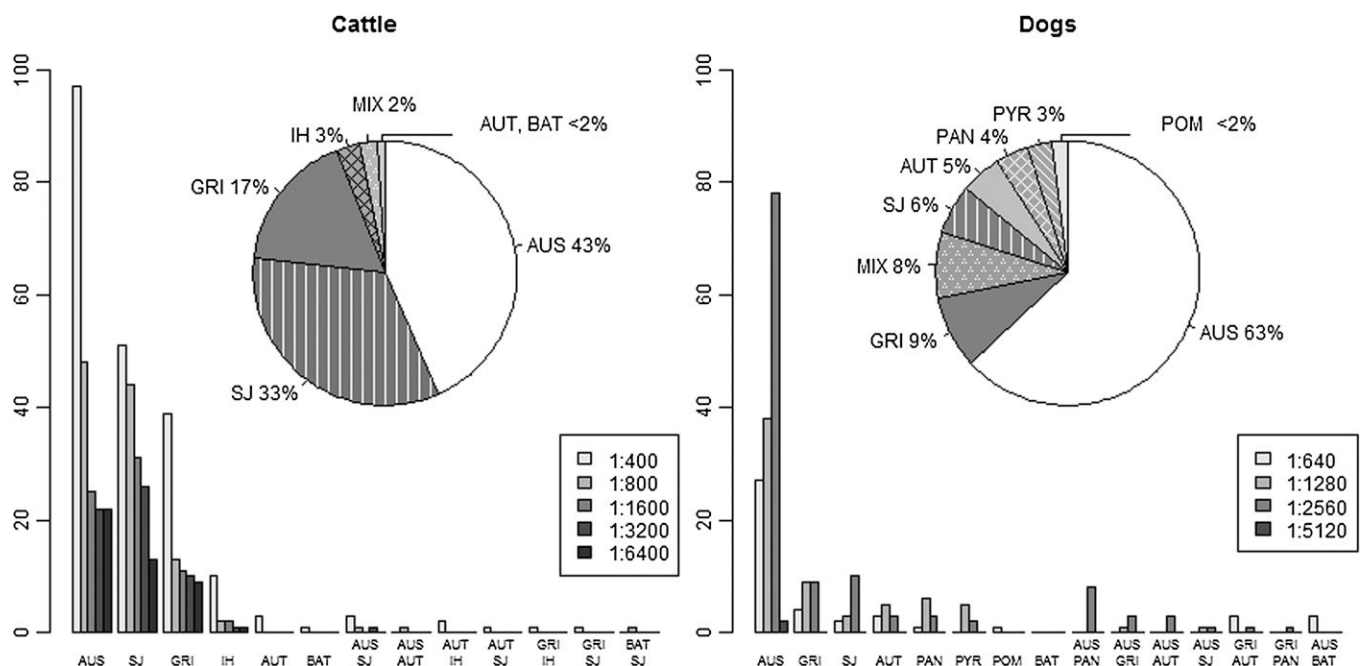 Cattle
100
80
60
40
20
0
MIX 2%
AUT, BAT <2%
IH 3%
GRI 17%
AUS 43%
SJ 33%
1:400
1:800
1:1600
1:3200
1:6400
AUS
SJ
GRI
IH
AUT
BAT
AUS
SJ
AUS
AUT
AUT
IH
AUT
SJ
GRI
IH
GRI
SJ
BAT
SJ
Dogs
100
80
60
40
20
0
PYR 3%
POM <2%
PAN 4%
AUT 5%
SJ 6%
MIX 8%
AUS 63%
GRI 9%
1:640
1:1280
1:2560
1:5120
AUS
GRI
SJ
AUT
PAN
PYR
POM
BAT
AUS
PAN
AUS
GRI
AUS
AUT
AUS
SJ
GRI
AUT
GRI
PAN
AUS
BAT